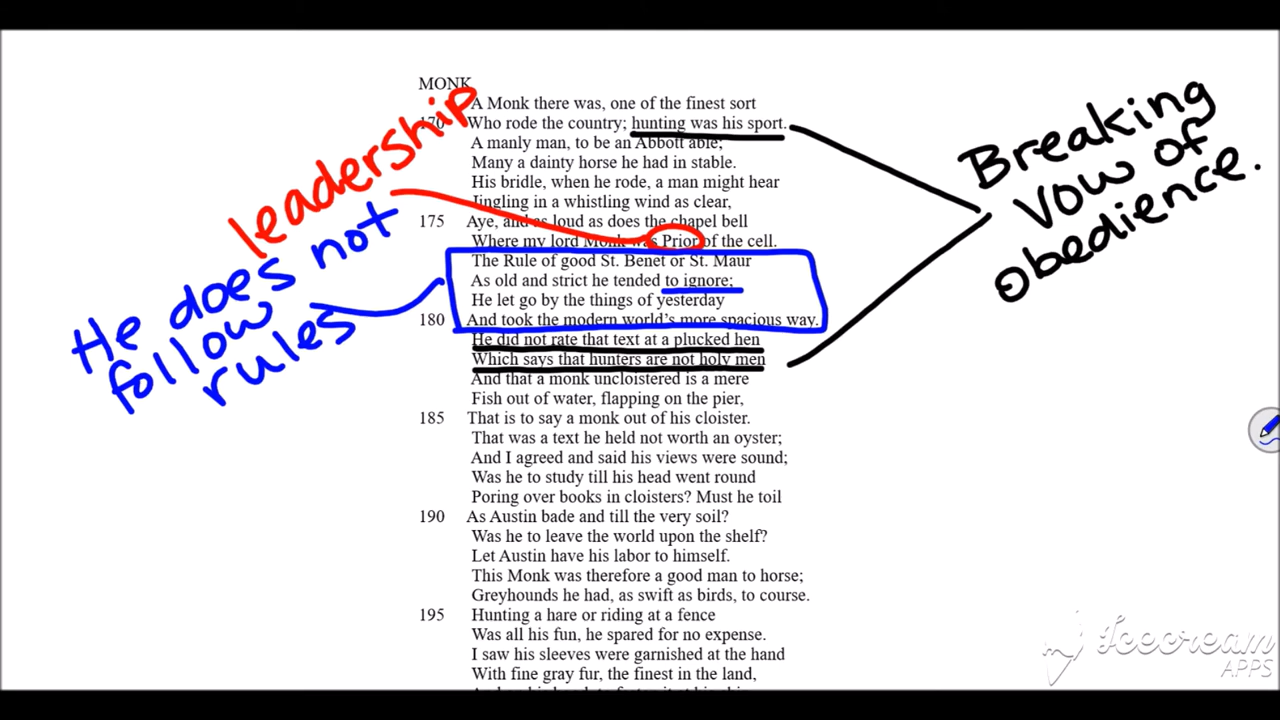 MONK
A Monk there was, one of the finest sort
170 Who rode the country; hunting was his sport.
A manly man, to be an Abbott able;
Many a dainty horse he had in stable.
His bridle, when he rode, a man might hear
Jingling in a whistling wind as clear,
175 Aye, and as loud as does the chapel bell
Where my lord Monk was Prior of the cell.
The Rule of good St. Benet or St. Maur
As old and strict he tended to ignore;
He let go by the things of yesterday
180 And took the modern world's more spacious way.
He did not rate that text at a plucked hen
Which says that hunters are not holy men
And that a monk uncloistered is a mere
Fish out of water, flapping on the pier,
185 That is to say a monk out of his cloister.
That was a text he held not worth an oyster;
And I agreed and said his views were sound;
Was he to study till his head went round
Poring over books in cloisters? Must he toil
190 As Austin bade and till the very soil?
Was he to leave the world upon the shelf?
Let Austin have his labor to himself.
This Monk was therefore a good man to horse;
Greyhounds he had, as swift as birds, to course.
195 Hunting a hare or riding at a fence
Was all his fun, he spared for no expense.
I saw his sleeves were garnished at the hand
With fine gray fur, the finest in the land,
leadership
He does not
follow
rules
Breaking
vow of
obedience.
Icecream
APPS